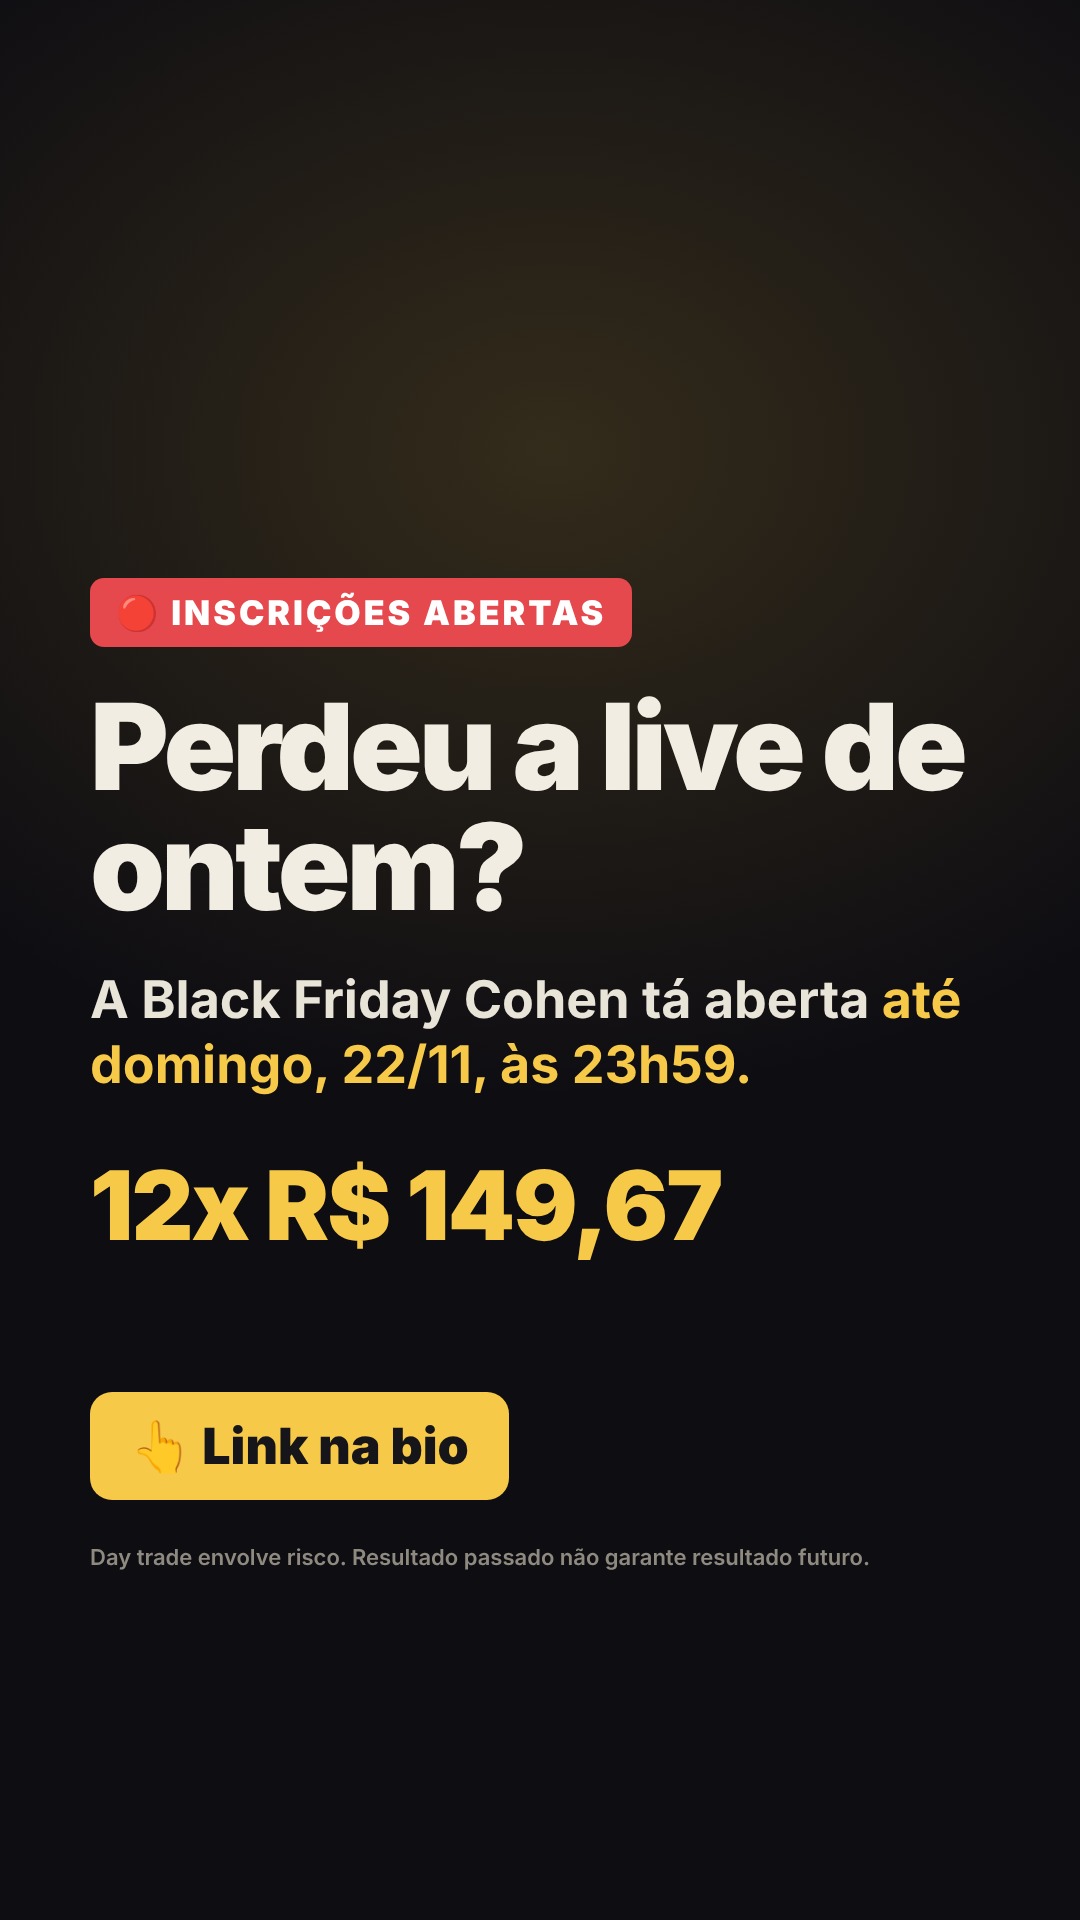 🔴 INSCRIÇÕES ABERTAS
Perdeu a live de
ontem?
A Black Friday Cohen tá aberta até
domingo, 22/11, às 23h59.
12x R$ 149,67
👆 Link na bio
Day trade envolve risco. Resultado passado não garante resultado futuro.